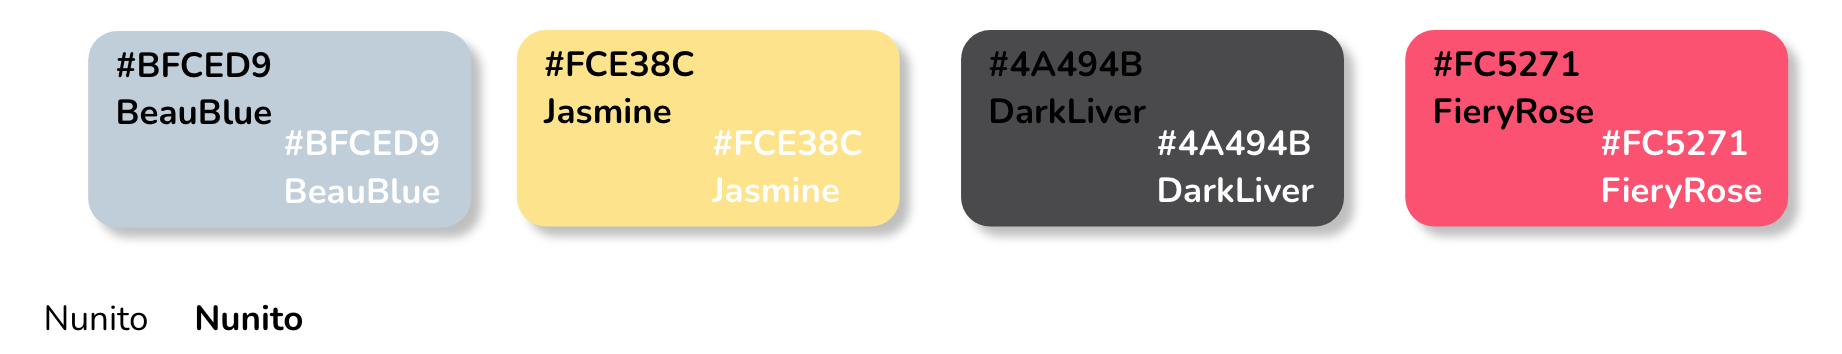 #BFCED9
BeauBlue
#BFCED9
BeauBlue
#FCE38C
Jasmine
#FCE38C
Jasmine
#4A494B
DarkLiver
#4A494B
DarkLiver
#FC5271
FieryRose
#FC5271
FieryRose
Nunito Nunito